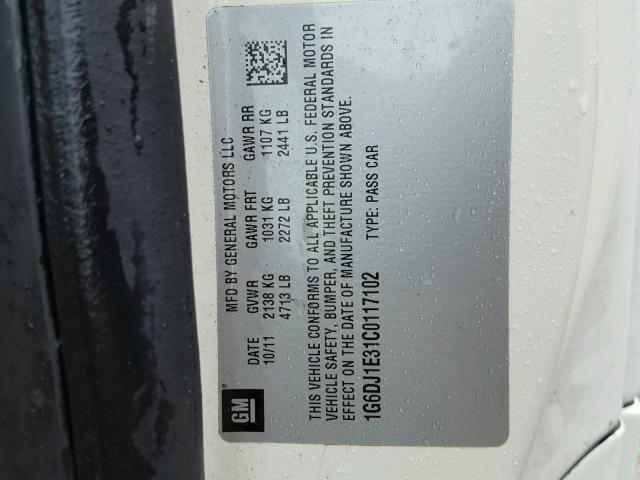 GM
MFD BY GENERAL MOTORS LLC
DATE GVWR GAWR FRT GAWR RR
10/11 2138 KG 1031 KG 1107 KG
4713 LB 2272 LB 2441 LB
THIS VEHICLE CONFORMS TO ALL APPLICABLE U.S. FEDERAL MOTOR
VEHICLE SAFETY, BUMPER, AND THEFT PREVENTION STANDARDS IN
EFFECT ON THE DATE OF MANUFACTURE SHOWN ABOVE.
1G6DJ1E31C0117102 TYPE: PASS CAR